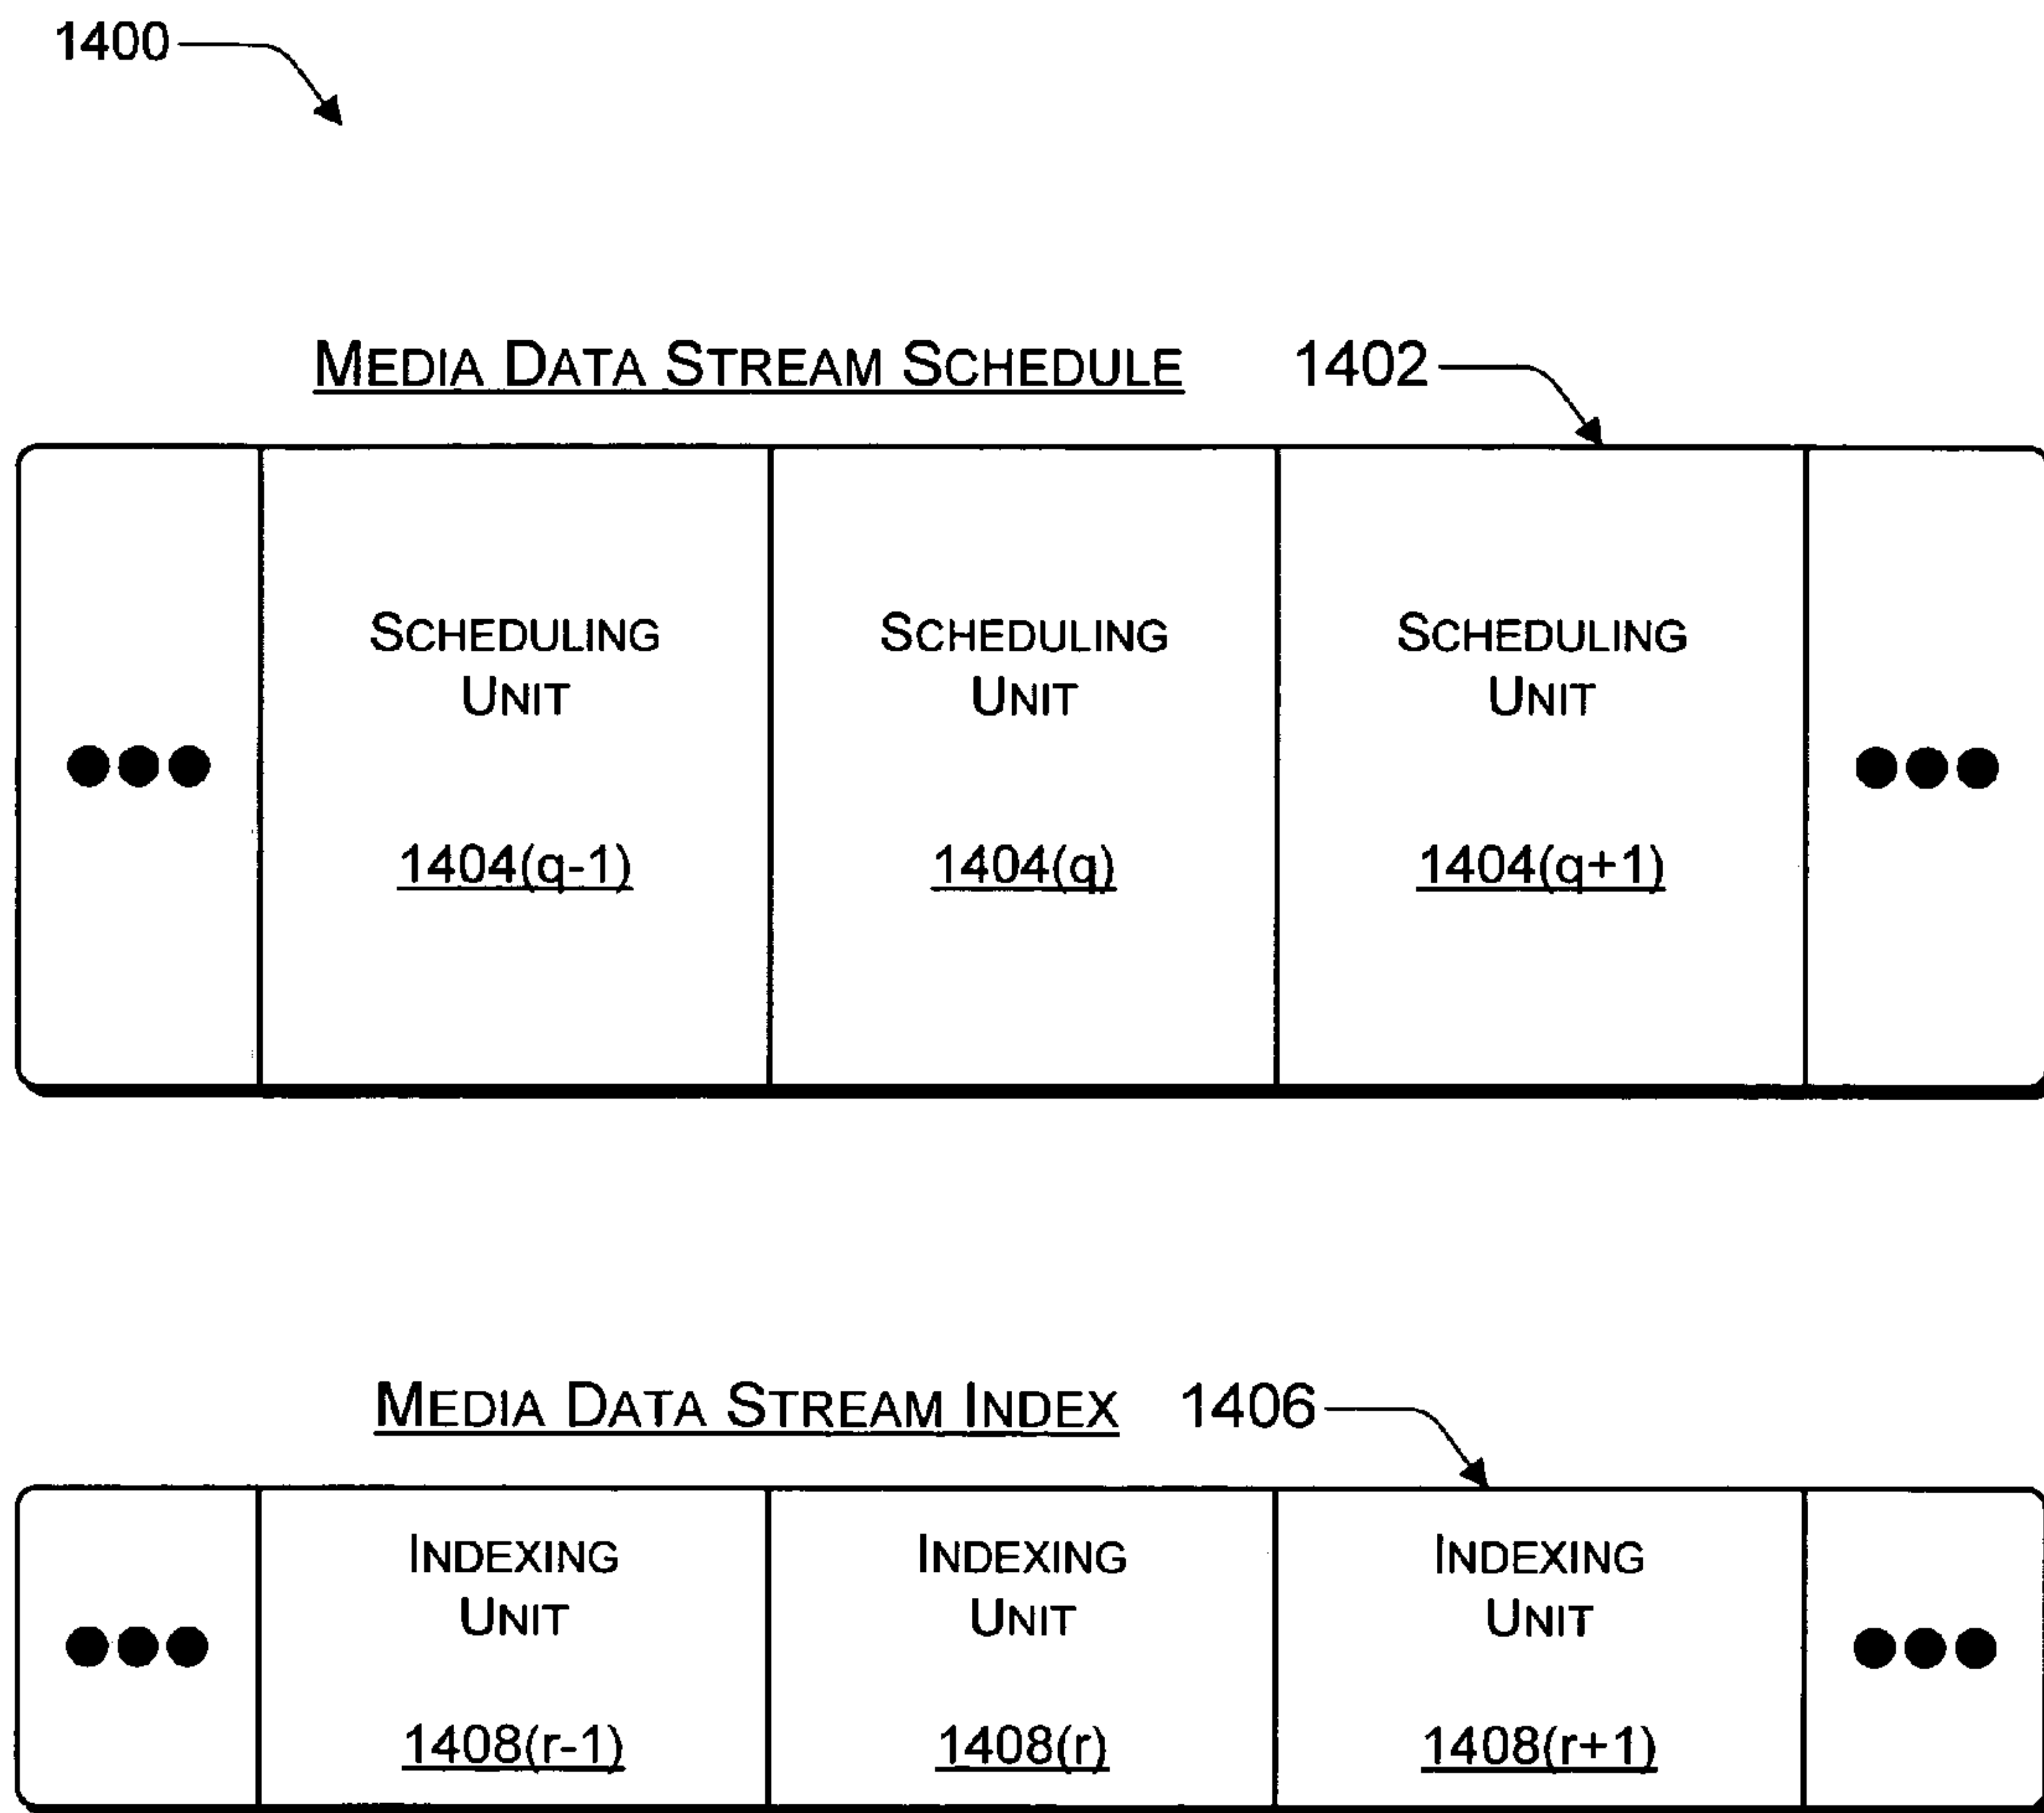 1400
MEDIA DATA STREAM SCHEDULE 1402
SCHEDULING UNIT 1404(q-1)
SCHEDULING UNIT 1404(q)
SCHEDULING UNIT 1404(q+1)
MEDIA DATA STREAM INDEX 1406
INDEXING UNIT 1408(r-1)
INDEXING UNIT 1408(r)
INDEXING UNIT 1408(r+1)